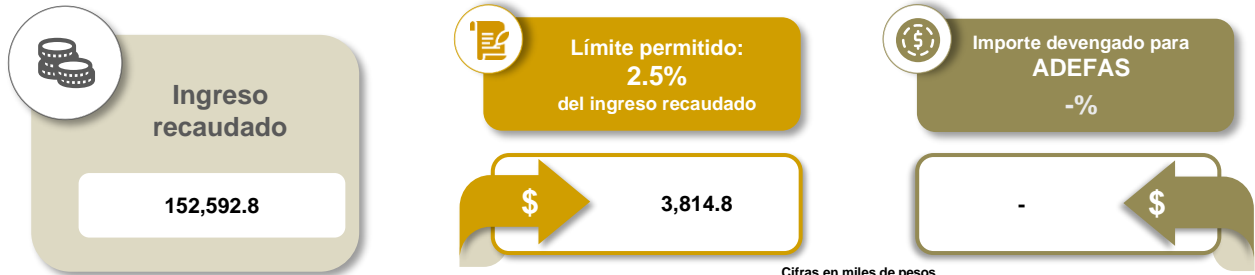 Ingreso
recaudado
152,592.8
Límite permitido:
2.5%
del ingreso recaudado
$
3,814.8
Importe devengado para
ADEFAS
-%
-
$
Cifras en miles de pesos